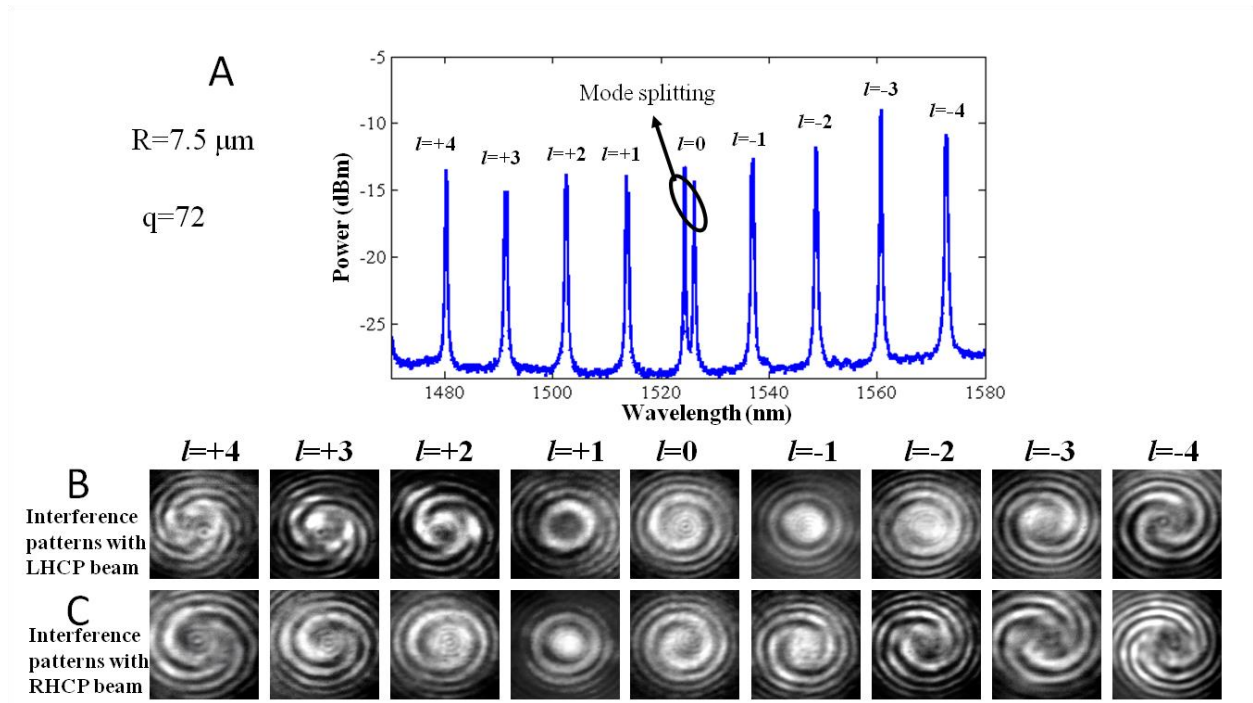 A
R=7.5 μm
q=72
Mode splitting
l=+4
l=+3
l=+2
l=+1
l=0
l=-1
l=-2
l=-3
l=-4
Power (dBm)
-5
-10
-15
-20
-25
1480 1500 1520 1540 1560 1580
Wavelength (nm)
l=+4 l=+3 l=+2 l=+1 l=0 l=-1 l=-2 l=-3 l=-4
B
Interference
patterns with
LHCP beam
C
Interference
patterns with
RHCP beam